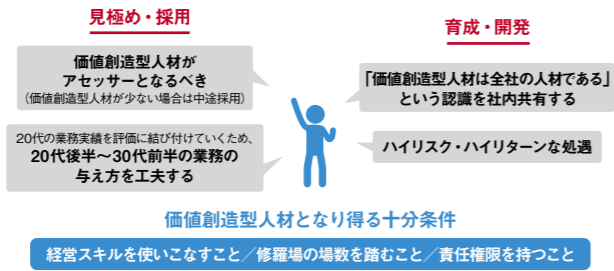 見極め・採用
価値創造型人材が
アセッサーとなるべき
（価値創造型人材が少ない場合は中途採用）
20代の業務実績を評価に結び付けていくため、
20代後半〜30代前半の業務の
与え方を工夫する
育成・開発
「価値創造型人材は全社の人材である」
という認識を社内共有する
ハイリスク・ハイリターンな処遇
価値創造型人材となり得る十分条件
経営スキルを使いこなすこと／修羅場の場数を踏むこと／責任権限を持つこと